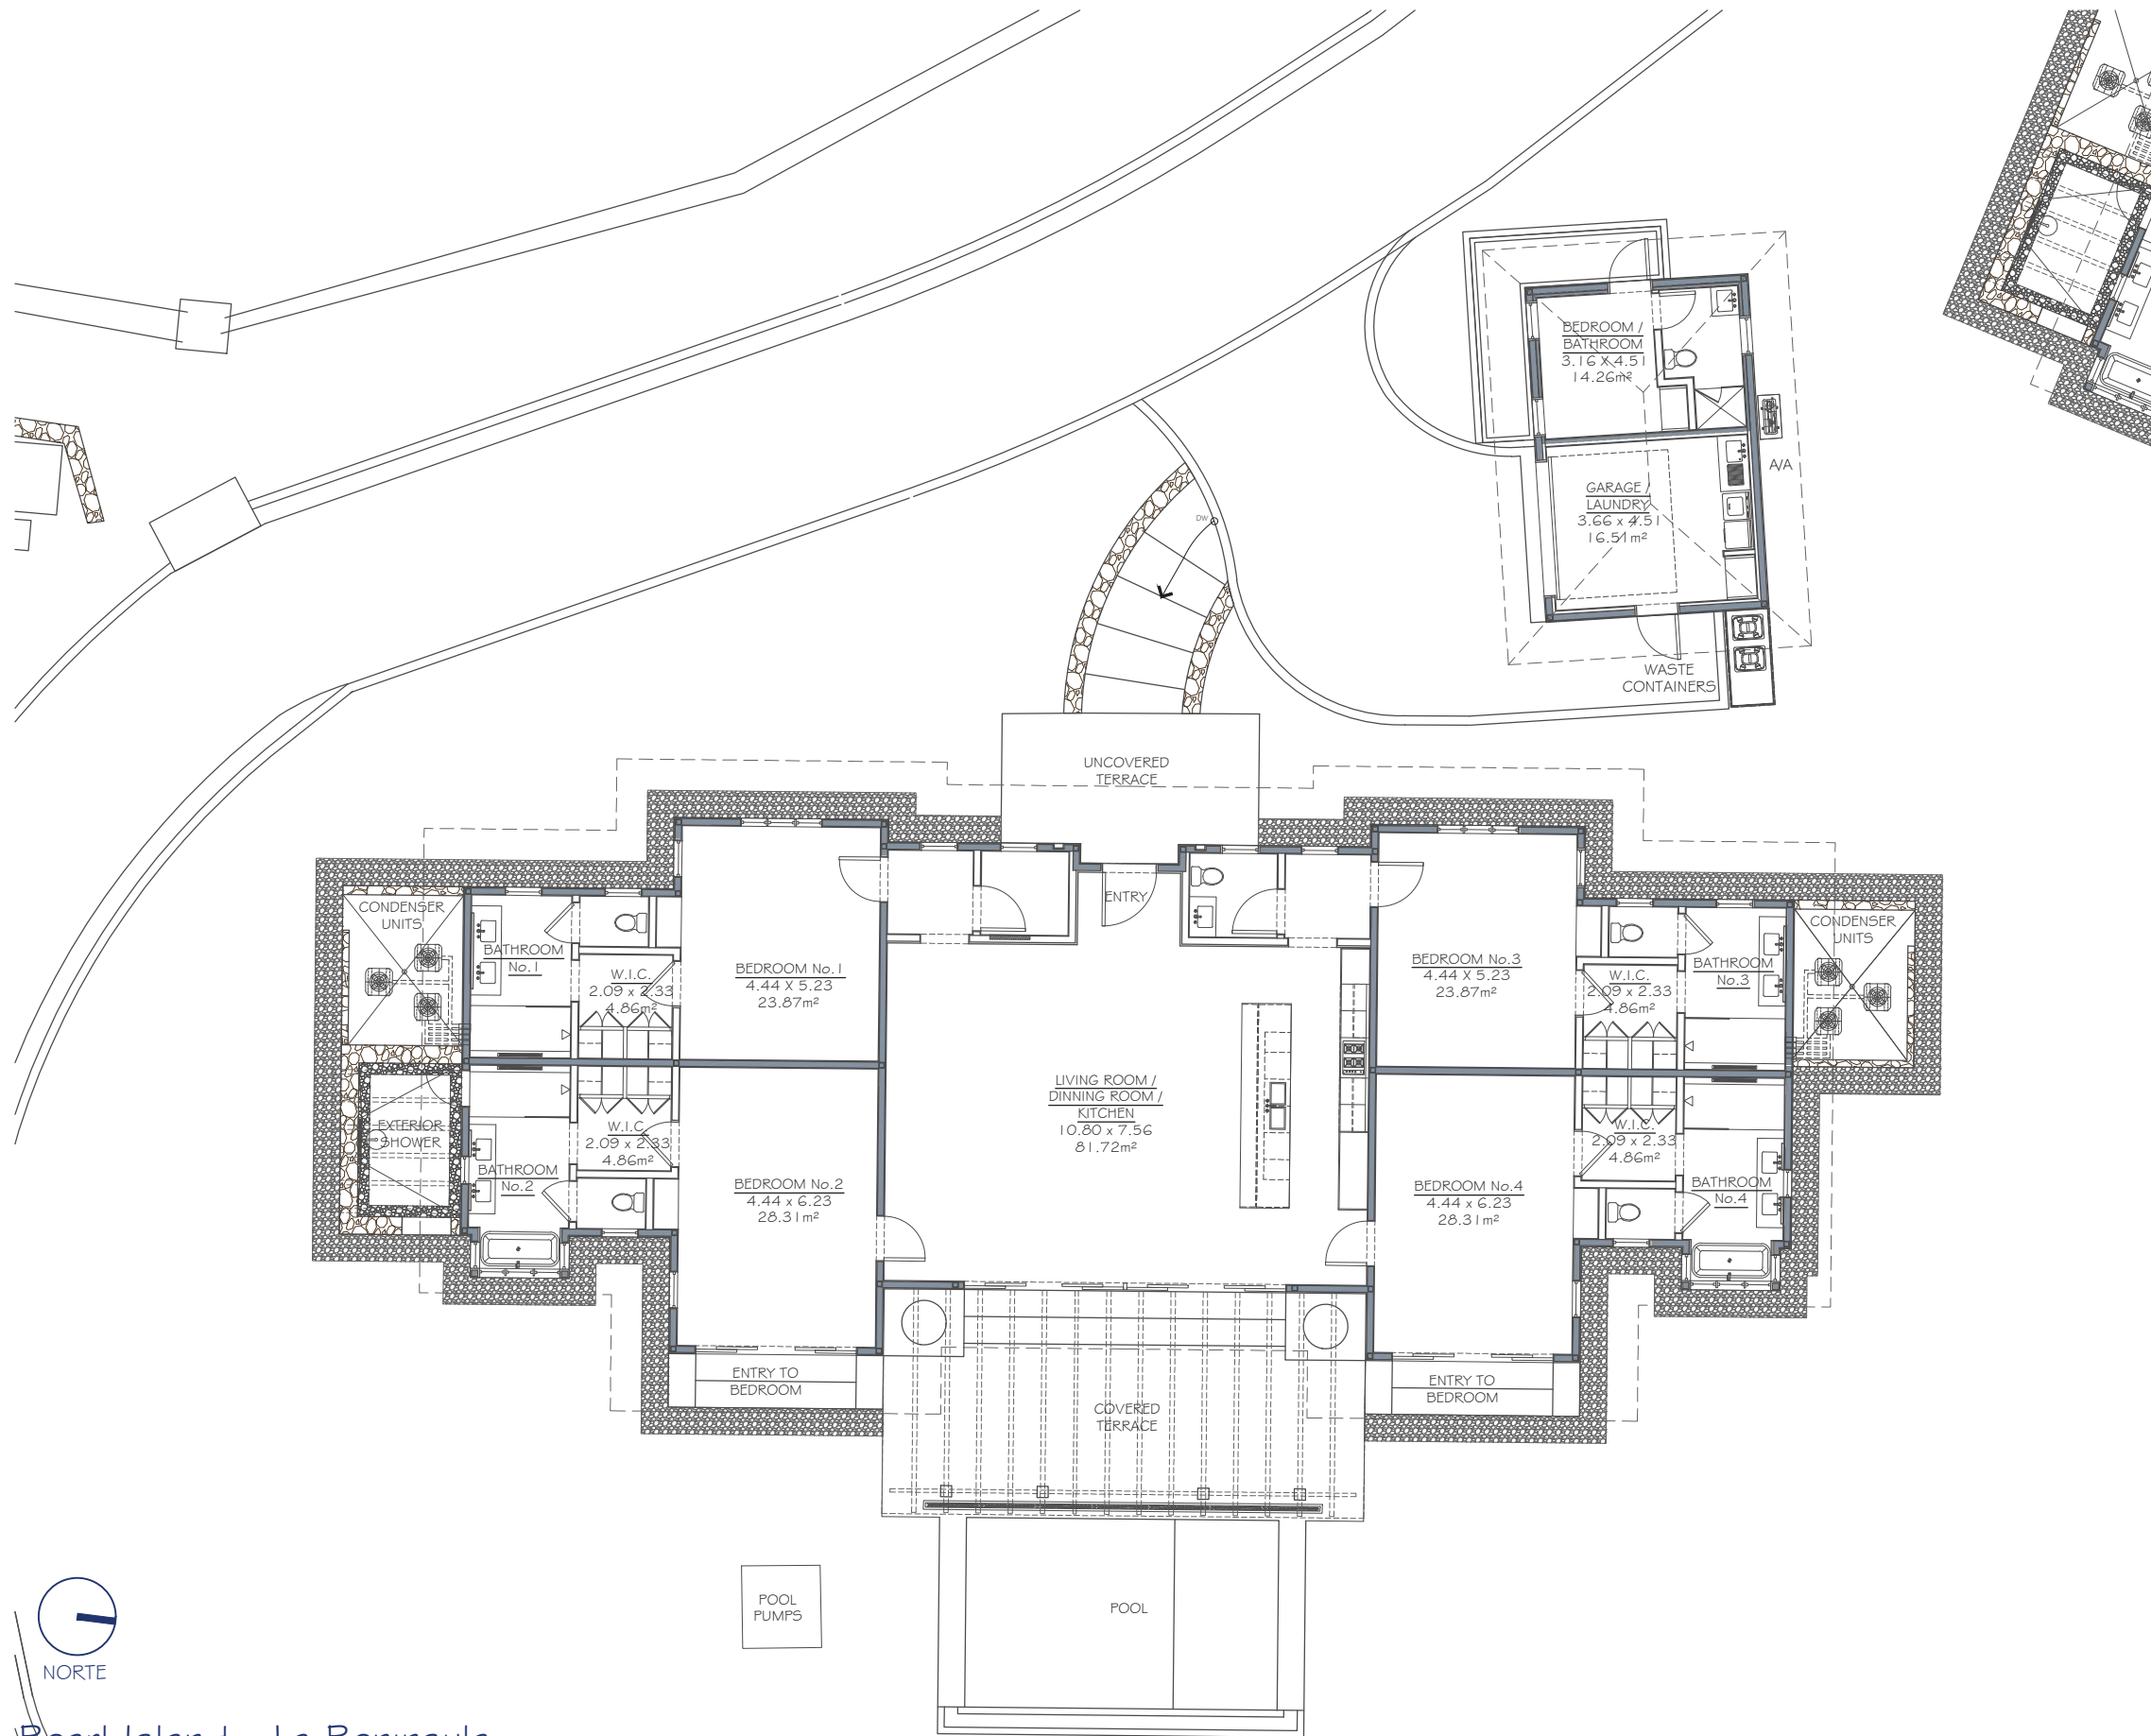 BEDROOM /
BATHROOM
3.16 X 4.51
14.26m²
A/A
GARAGE /
LAUNDRY
3.66 x 4.51
16.51m²
DW
WASTE
CONTAINERS
UNCOVERED
TERRACE
ENTRY
CONDENSER
UNITS
BATHROOM
No.1
W.I.C.
2.09 x 2.33
4.86m²
BEDROOM No.1
4.44 X 5.23
23.87m²
BEDROOM No.3
4.44 X 5.23
23.87m²
W.I.C.
2.09 x 2.33
4.86m²
BATHROOM
No.3
CONDENSER
UNITS
LIVING ROOM /
DINNING ROOM /
KITCHEN
10.80 x 7.56
81.72m²
EXTERIOR
SHOWER
BATHROOM
No.2
W.I.C.
2.09 x 2.33
4.86m²
BEDROOM No.2
4.44 x 6.23
28.31m²
BEDROOM No.4
4.44 x 6.23
28.31m²
W.I.C.
2.09 x 2.33
4.86m²
BATHROOM
No.4
ENTRY TO
BEDROOM
ENTRY TO
BEDROOM
COVERED
TERRACE
POOL
PUMPS
POOL
NORTE
Pearl Island - La Peninsula